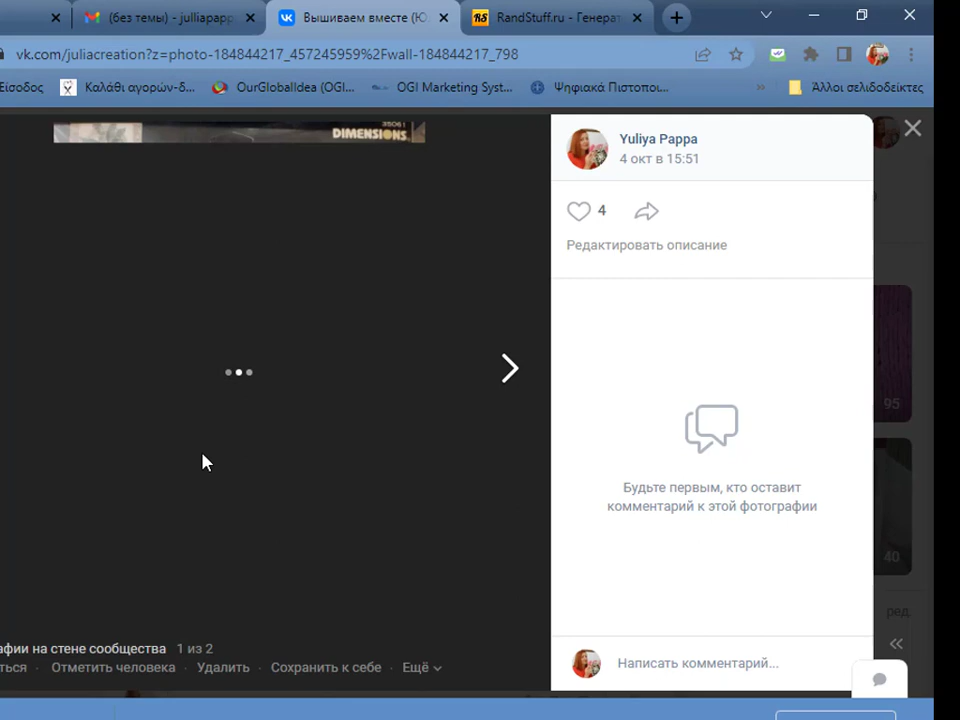 (без темы) - julliapapp
Вышиваем вместе (Ю
RS RandStuff.ru - Генерат
vk.com/juliacreation?z=photo-184844217_457245959%2Fwall-184844217_798
Είσοδος
Καλάθι αγορών-δ...
OurGlobalIdea (OGI...
OGI Marketing Syst...
Ψηφιακά Πιστοποι...
»
Άλλοι σελιδοδείκτες
35061
DIMENSIONS
Yuliya Pappa
4 окт в 15:51
4
Редактировать описание
95
Будьте первым, кто оставит
комментарий к этой фотографии
40
ред.
афии на стене сообщества 1 из 2
ться · Отметить человека · Удалить · Сохранить к себе · Ещё
Написать комментарий...